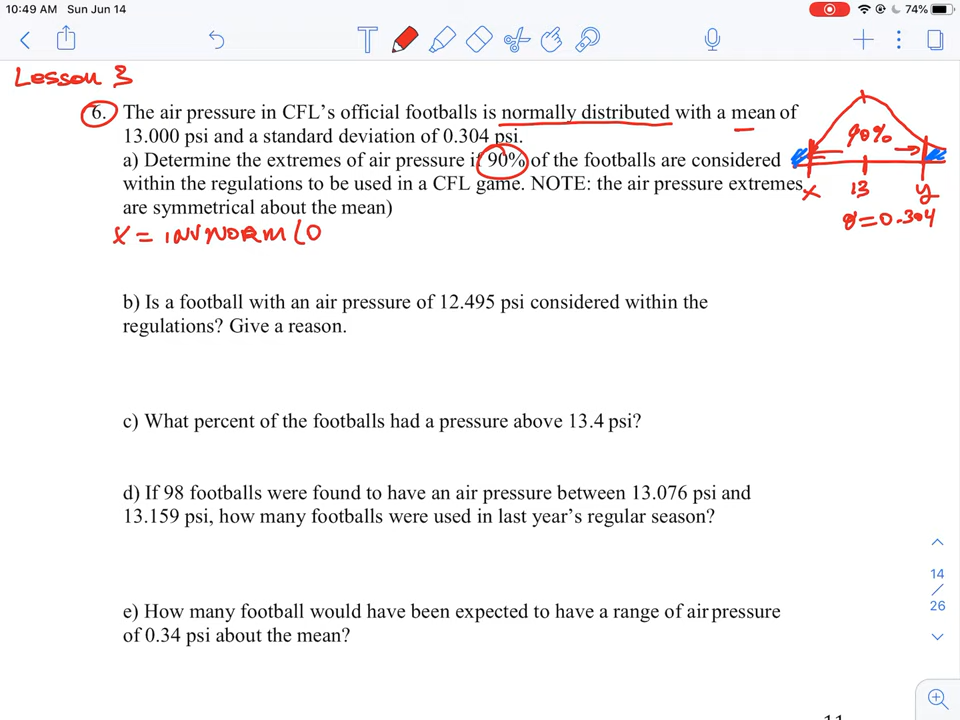 10:49 AM Sun Jun 14
74%
T
Lesson 3
6. The air pressure in CFL's official footballs is normally distributed with a mean of
13.000 psi and a standard deviation of 0.304 psi.
a) Determine the extremes of air pressure if 90% of the footballs are considered
within the regulations to be used in a CFL game. NOTE: the air pressure extremes
are symmetrical about the mean)
90%
x 13 y
σ=0.304
X = INVNORM(0
b) Is a football with an air pressure of 12.495 psi considered within the
regulations? Give a reason.
c) What percent of the footballs had a pressure above 13.4 psi?
d) If 98 footballs were found to have an air pressure between 13.076 psi and
13.159 psi, how many footballs were used in last year's regular season?
14
/
26
e) How many football would have been expected to have a range of air pressure
of 0.34 psi about the mean?
11